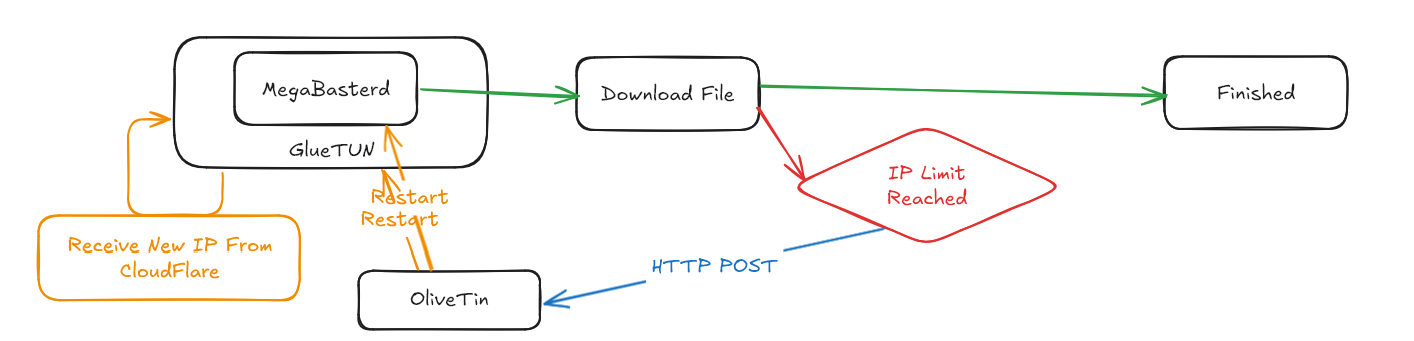 MegaBasterd
GlueTUN
Download File
Finished
IP Limit
Reached
Restart
Restart
Receive New IP From
CloudFlare
HTTP POST
OliveTin